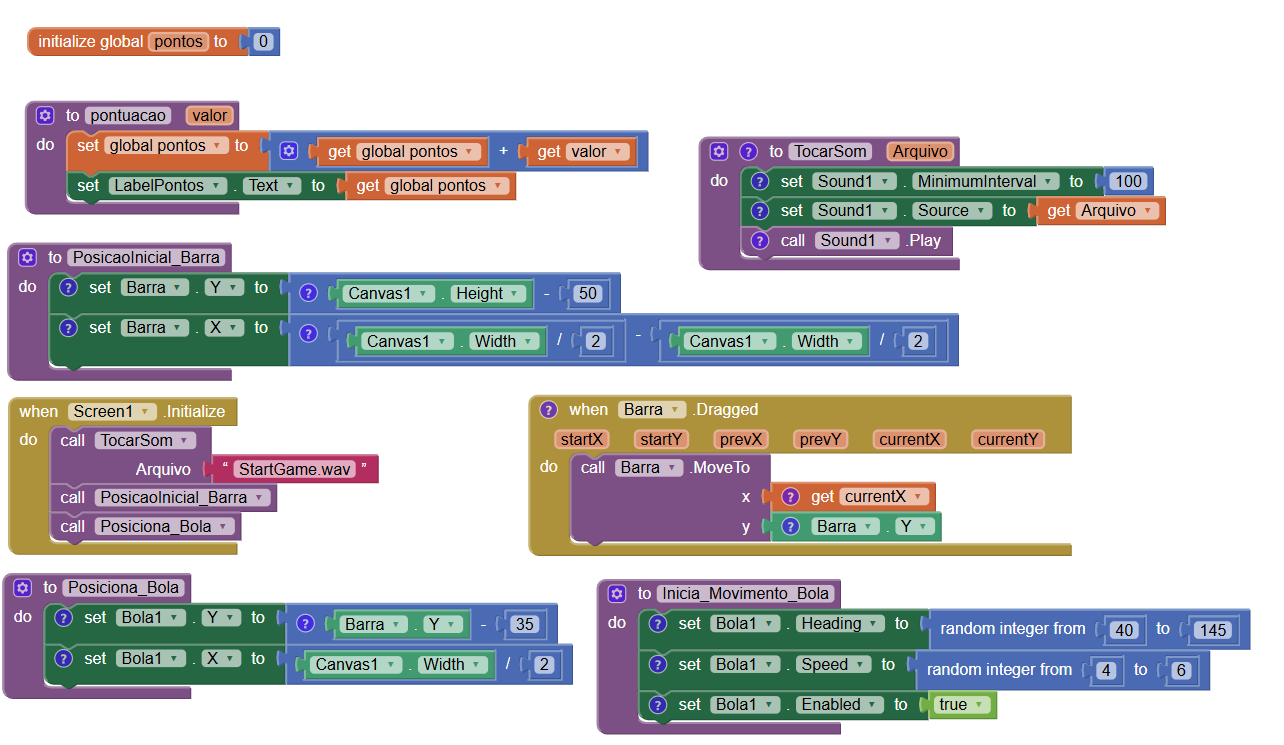 initialize global pontos to 0
to pontuacao valor
do set global pontos to get global pontos + get valor
set LabelPontos . Text to get global pontos
to TocarSom Arquivo
do set Sound1 . MinimumInterval to 100
set Sound1 . Source to get Arquivo
call Sound1 .Play
to PosicaoInicial_Barra
do set Barra . Y to Canvas1 . Height - 50
set Barra . X to Canvas1 . Width / 2 - Canvas1 . Width / 2
when Screen1 .Initialize
do call TocarSom
Arquivo “ StartGame.wav ”
call PosicaoInicial_Barra
call Posiciona_Bola
when Barra .Dragged
startX startY prevX prevY currentX currentY
do call Barra .MoveTo
x get currentX
y Barra . Y
to Posiciona_Bola
do set Bola1 . Y to Barra . Y - 35
set Bola1 . X to Canvas1 . Width / 2
to Inicia_Movimento_Bola
do set Bola1 . Heading to random integer from 40 to 145
set Bola1 . Speed to random integer from 4 to 6
set Bola1 . Enabled to true